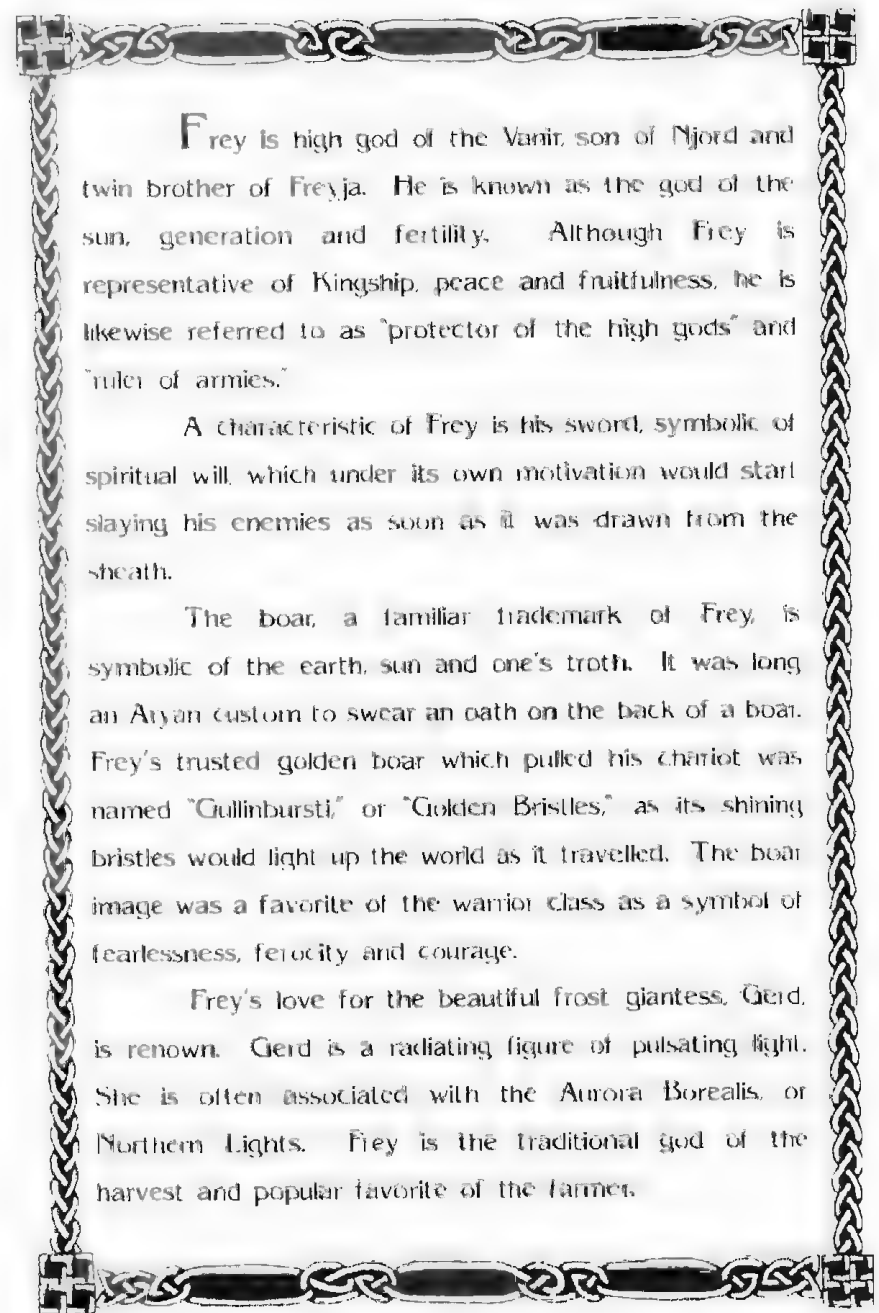 Frey is high god of the Vanir, son of Njord and
twin brother of Freyja. He is known as the god of the
sun, generation and fertility. Although Frey is
representative of Kingship, peace and fruitfulness, he is
likewise referred to as "protector of the high gods" and
"ruler of armies."
A characteristic of Frey is his sword, symbolic of
spiritual will, which under its own motivation would start
slaying his enemies as soon as it was drawn from the
sheath.
The boar, a familiar trademark of Frey, is
symbolic of the earth, sun and one's troth. It was long
an Aryan custom to swear an oath on the back of a boar.
Frey's trusted golden boar which pulled his chariot was
named "Gullinbursti," or "Golden Bristles," as its shining
bristles would light up the world as it travelled. The boar
image was a favorite of the warrior class as a symbol of
fearlessness, ferocity and courage.
Frey's love for the beautiful frost giantess, Gerd,
is renown. Gerd is a radiating figure of pulsating light.
She is often associated with the Aurora Borealis, or
Northern Lights. Frey is the traditional god of the
harvest and popular favorite of the farmer.